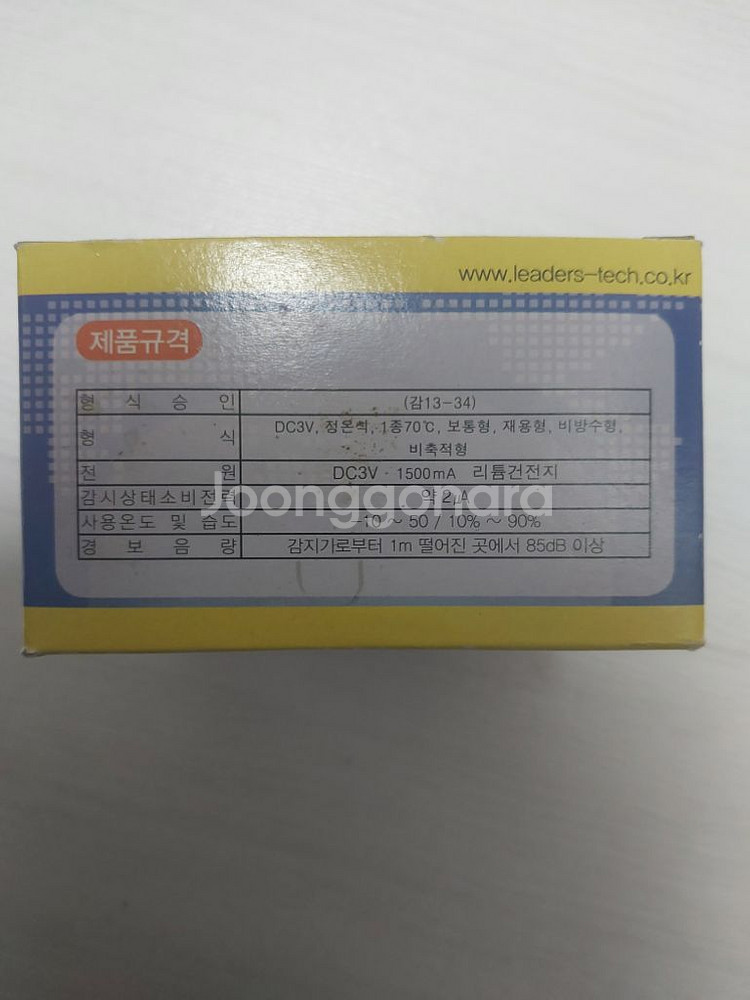 www.leaders-tech.co.kr
제품규격
형 식 승 인 (감13-34)
형 식 DC3V, 정온식, 1종70℃, 보통형, 재용형, 비방수형,
비축적형
전 원 DC3V · 1500mA 리튬건전지
감시상태소비전력 약 2μA
사용온도 및 습도 -10 ~ 50 / 10% ~ 90%
경 보 음 량 감지가로부터 1m 떨어진 곳에서 85dB 이상
Joonggonara